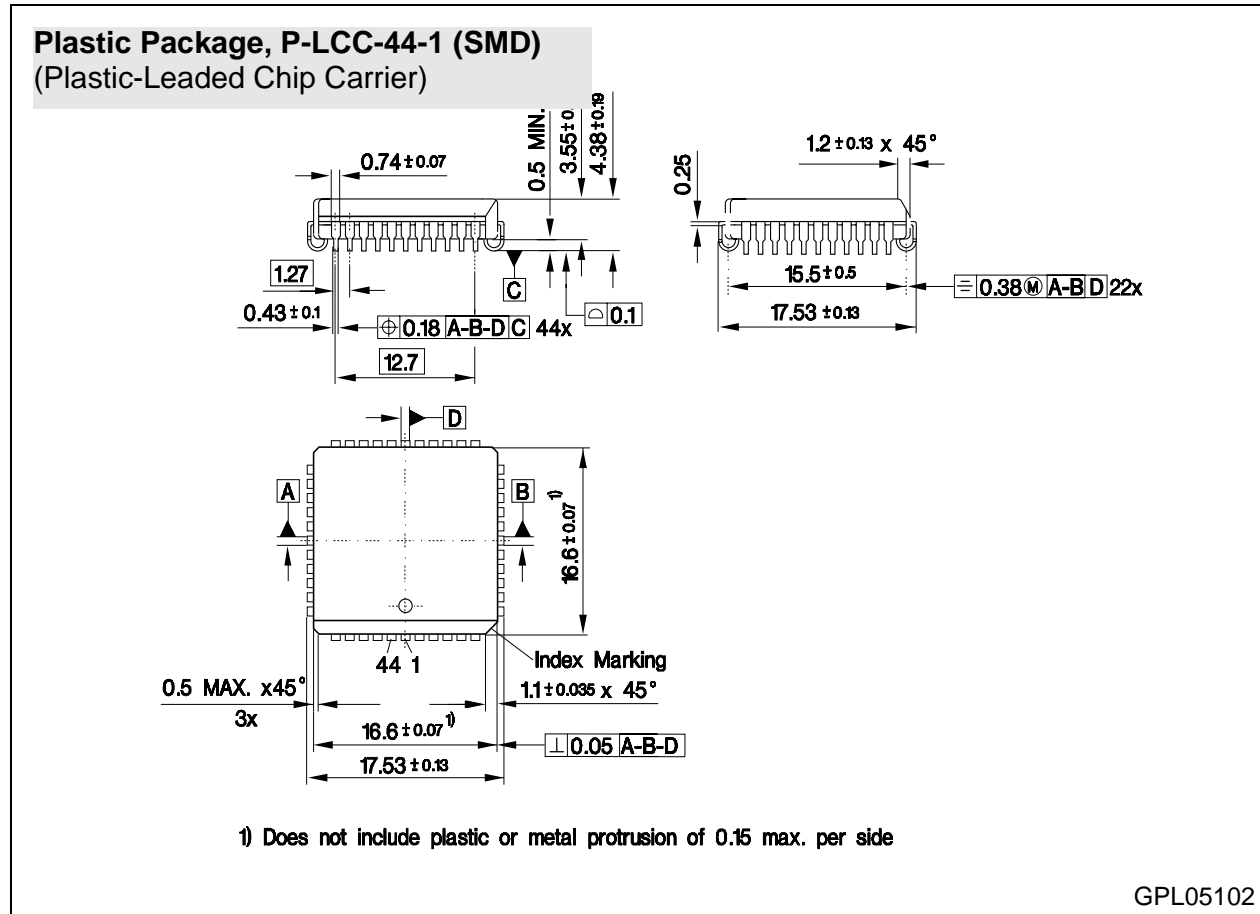 Plastic Package, P-LCC-44-1 (SMD)
(Plastic-Leaded Chip Carrier)
0.74 ±0.07
0.5 MIN.
3.55±0.
4.38±0.19
1.2 ±0.13 x 45°
0.25
1.27
C
15.5±0.5
⌯ 0.38 Ⓜ A-B D 22x
0.43 ±0.1
⌖ 0.18 A-B-D C 44x
⌓ 0.1
17.53 ±0.13
12.7
D
A
B
16.6 ±0.07 1)
44 1
Index Marking
0.5 MAX. x45°
3x
1.1 ±0.035 x 45°
16.6 ±0.07 1)
⊥ 0.05 A-B-D
17.53 ±0.13
1) Does not include plastic or metal protrusion of 0.15 max. per side
GPL05102